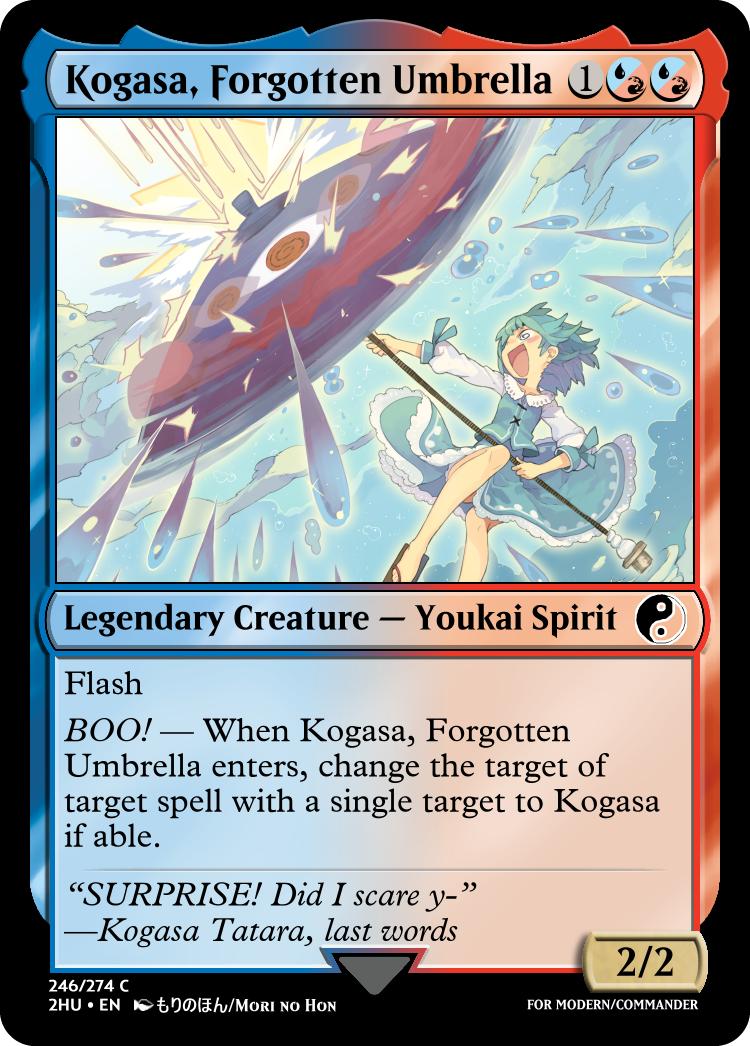 Kogasa, Forgotten Umbrella 1
Legendary Creature — Youkai Spirit
Flash
BOO! — When Kogasa, Forgotten
Umbrella enters, change the target of
target spell with a single target to Kogasa
if able.
“SURPRISE! Did I scare y-”
—Kogasa Tatara, last words
2/2
246/274 C
2HU • EN もりのほん/Mori no Hon
FOR MODERN/COMMANDER